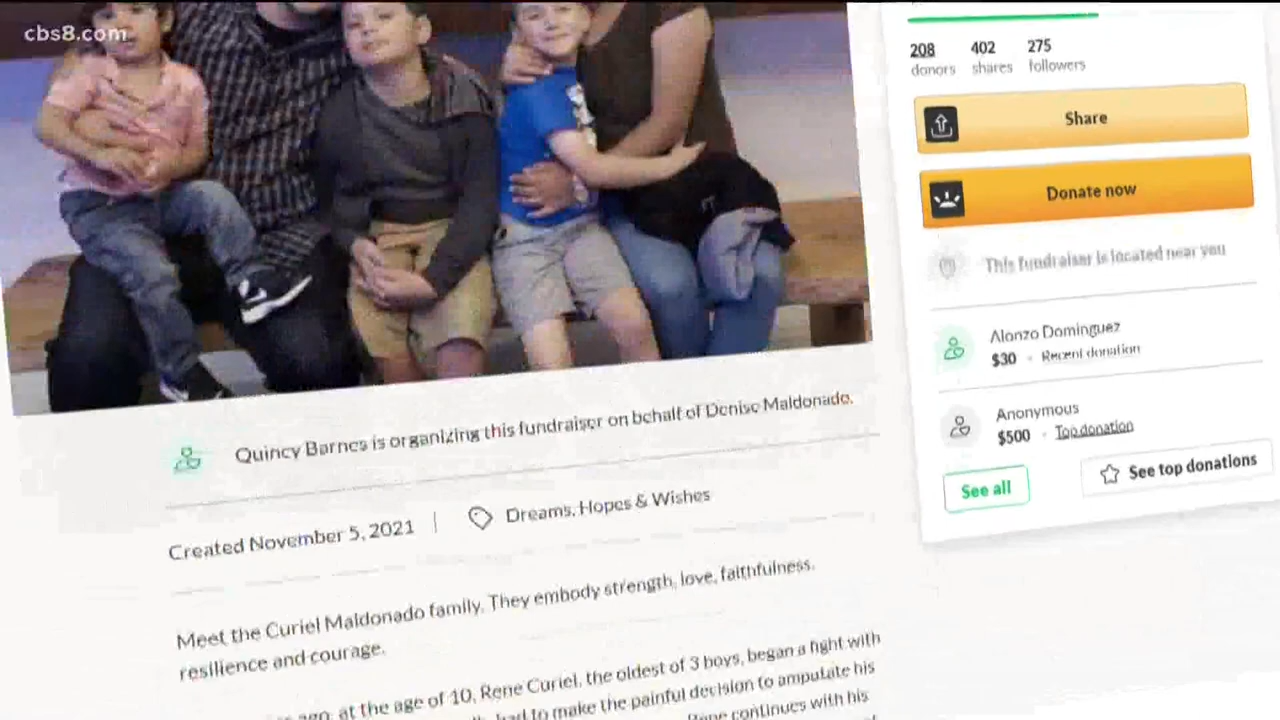 cbs8.com
208 402 275
donors shares followers
Share
Donate now
This fundraiser is located near you
Alonzo Dominguez
$30 · Recent donation
Anonymous
$500 · Top donation
See all
See top donations
Quincy Barnes is organizing this fundraiser on behalf of Denise Maldonado.
Created November 5, 2021 | Dreams, Hopes & Wishes
Meet the Curiel Maldonado family. They embody strength, love, faithfulness,
resilience and courage.
ago, at the age of 10, Rene Curiel, the oldest of 3 boys, began a fight with
had to make the painful decision to amputate his
Rene continues with his